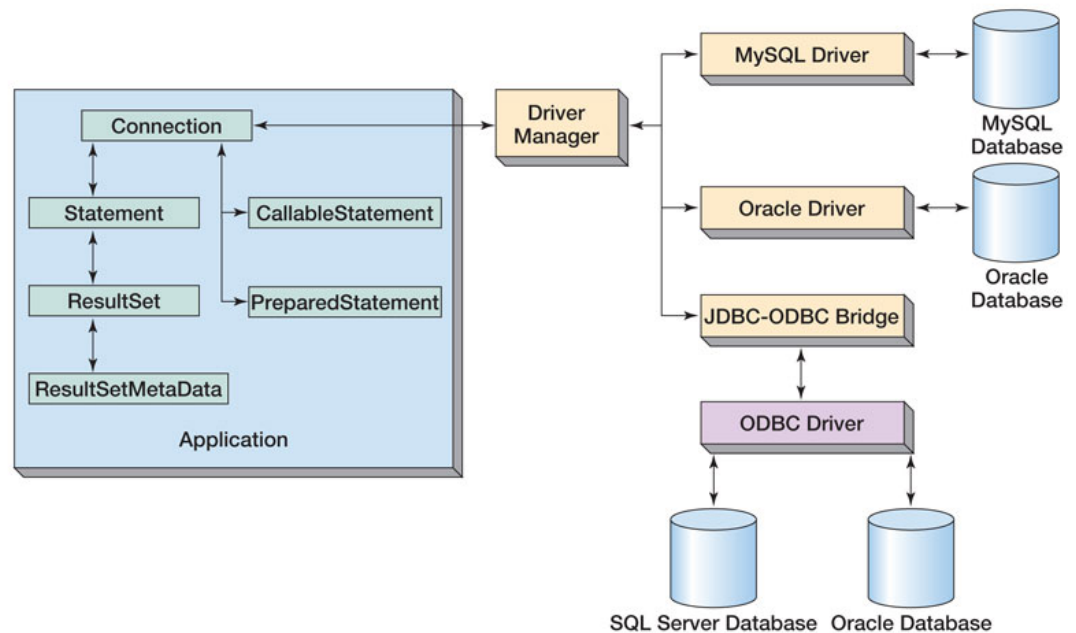 Connection
Statement
CallableStatement
ResultSet
PreparedStatement
ResultSetMetaData
Application
Driver
Manager
MySQL Driver
MySQL
Database
Oracle Driver
Oracle
Database
JDBC-ODBC Bridge
ODBC Driver
SQL Server Database
Oracle Database